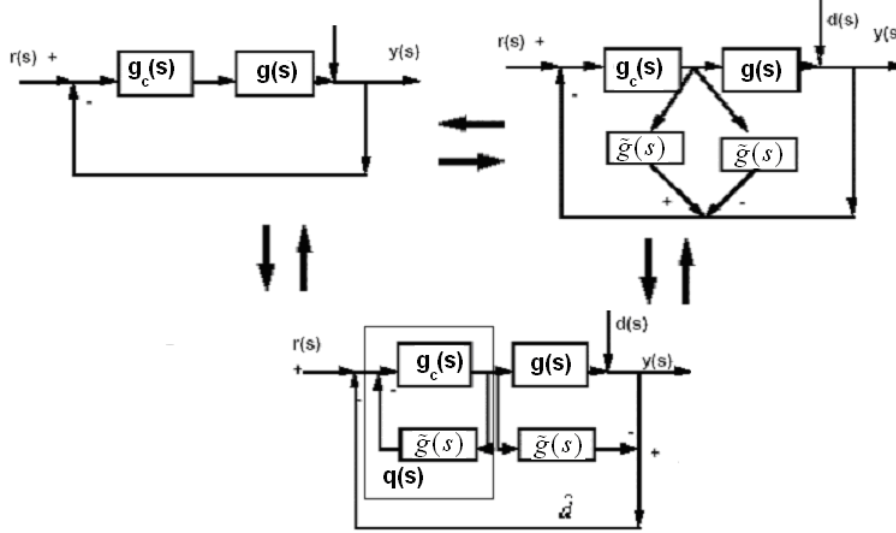 r(s) +
g_c(s)
g(s)
y(s)
-
r(s) +
g_c(s)
g(s)
d(s)
y(s
-
g̃(s)
g̃(s)
+
-
r(s)
+
g_c(s)
g(s)
d(s)
y(s)
-
-
g̃(s)
g̃(s)
-
+
q(s)
d̂